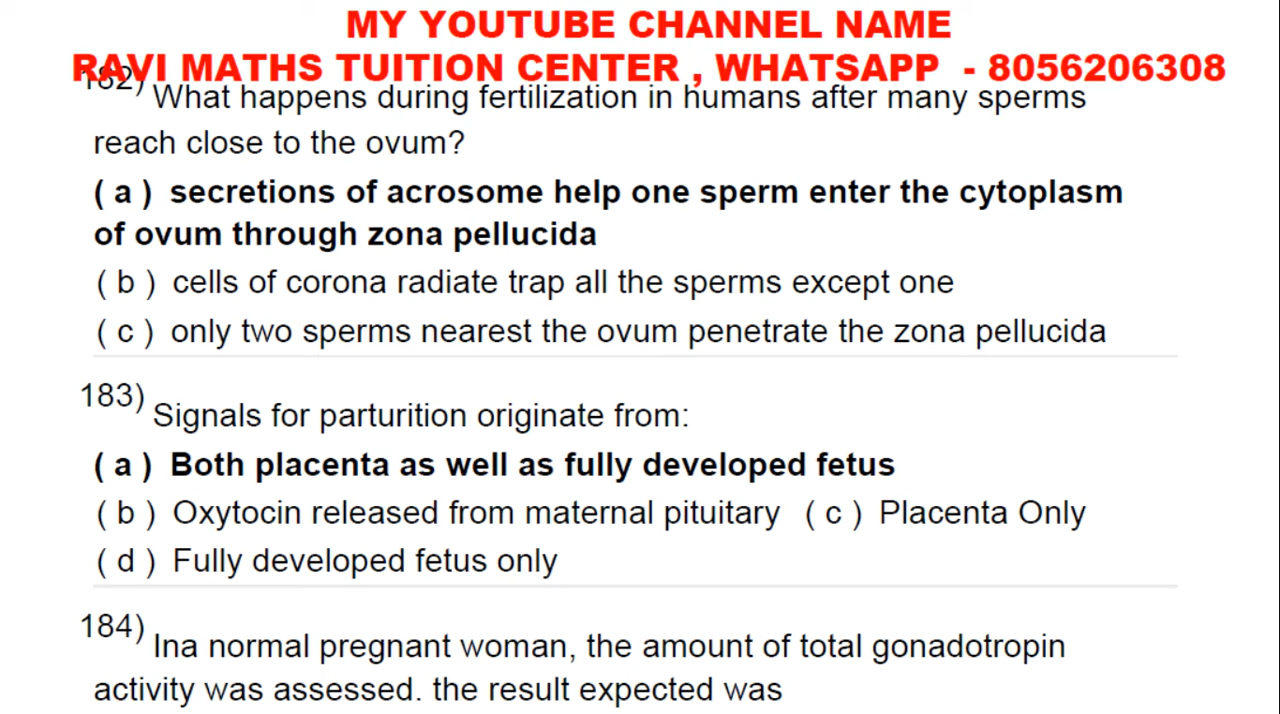 MY YOUTUBE CHANNEL NAME
RAVI MATHS TUITION CENTER , WHATSAPP - 8056206308
182) What happens during fertilization in humans after many sperms
reach close to the ovum?
( a ) secretions of acrosome help one sperm enter the cytoplasm
of ovum through zona pellucida
( b ) cells of corona radiate trap all the sperms except one
( c ) only two sperms nearest the ovum penetrate the zona pellucida
183) Signals for parturition originate from:
( a ) Both placenta as well as fully developed fetus
( b ) Oxytocin released from maternal pituitary ( c ) Placenta Only
( d ) Fully developed fetus only
184) Ina normal pregnant woman, the amount of total gonadotropin
activity was assessed. the result expected was